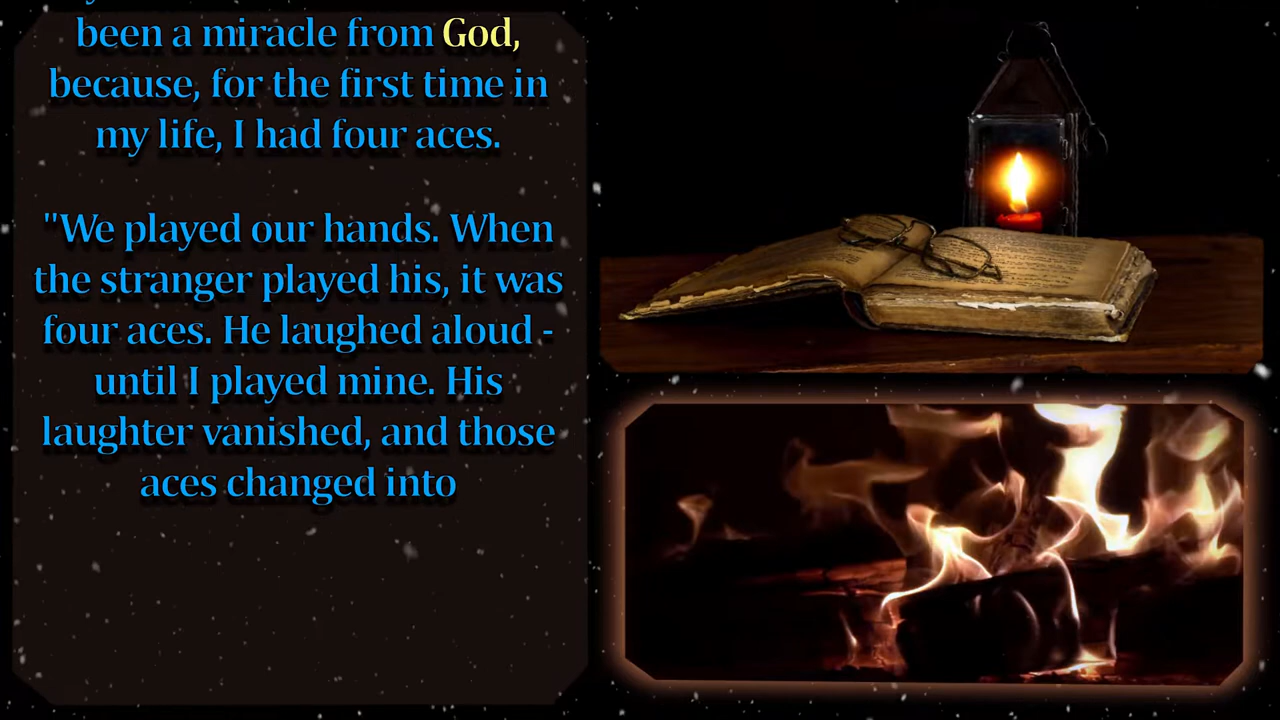 been a miracle from God,
because, for the first time in
my life, I had four aces.
"We played our hands. When
the stranger played his, it was
four aces. He laughed aloud -
until I played mine. His
laughter vanished, and those
aces changed into